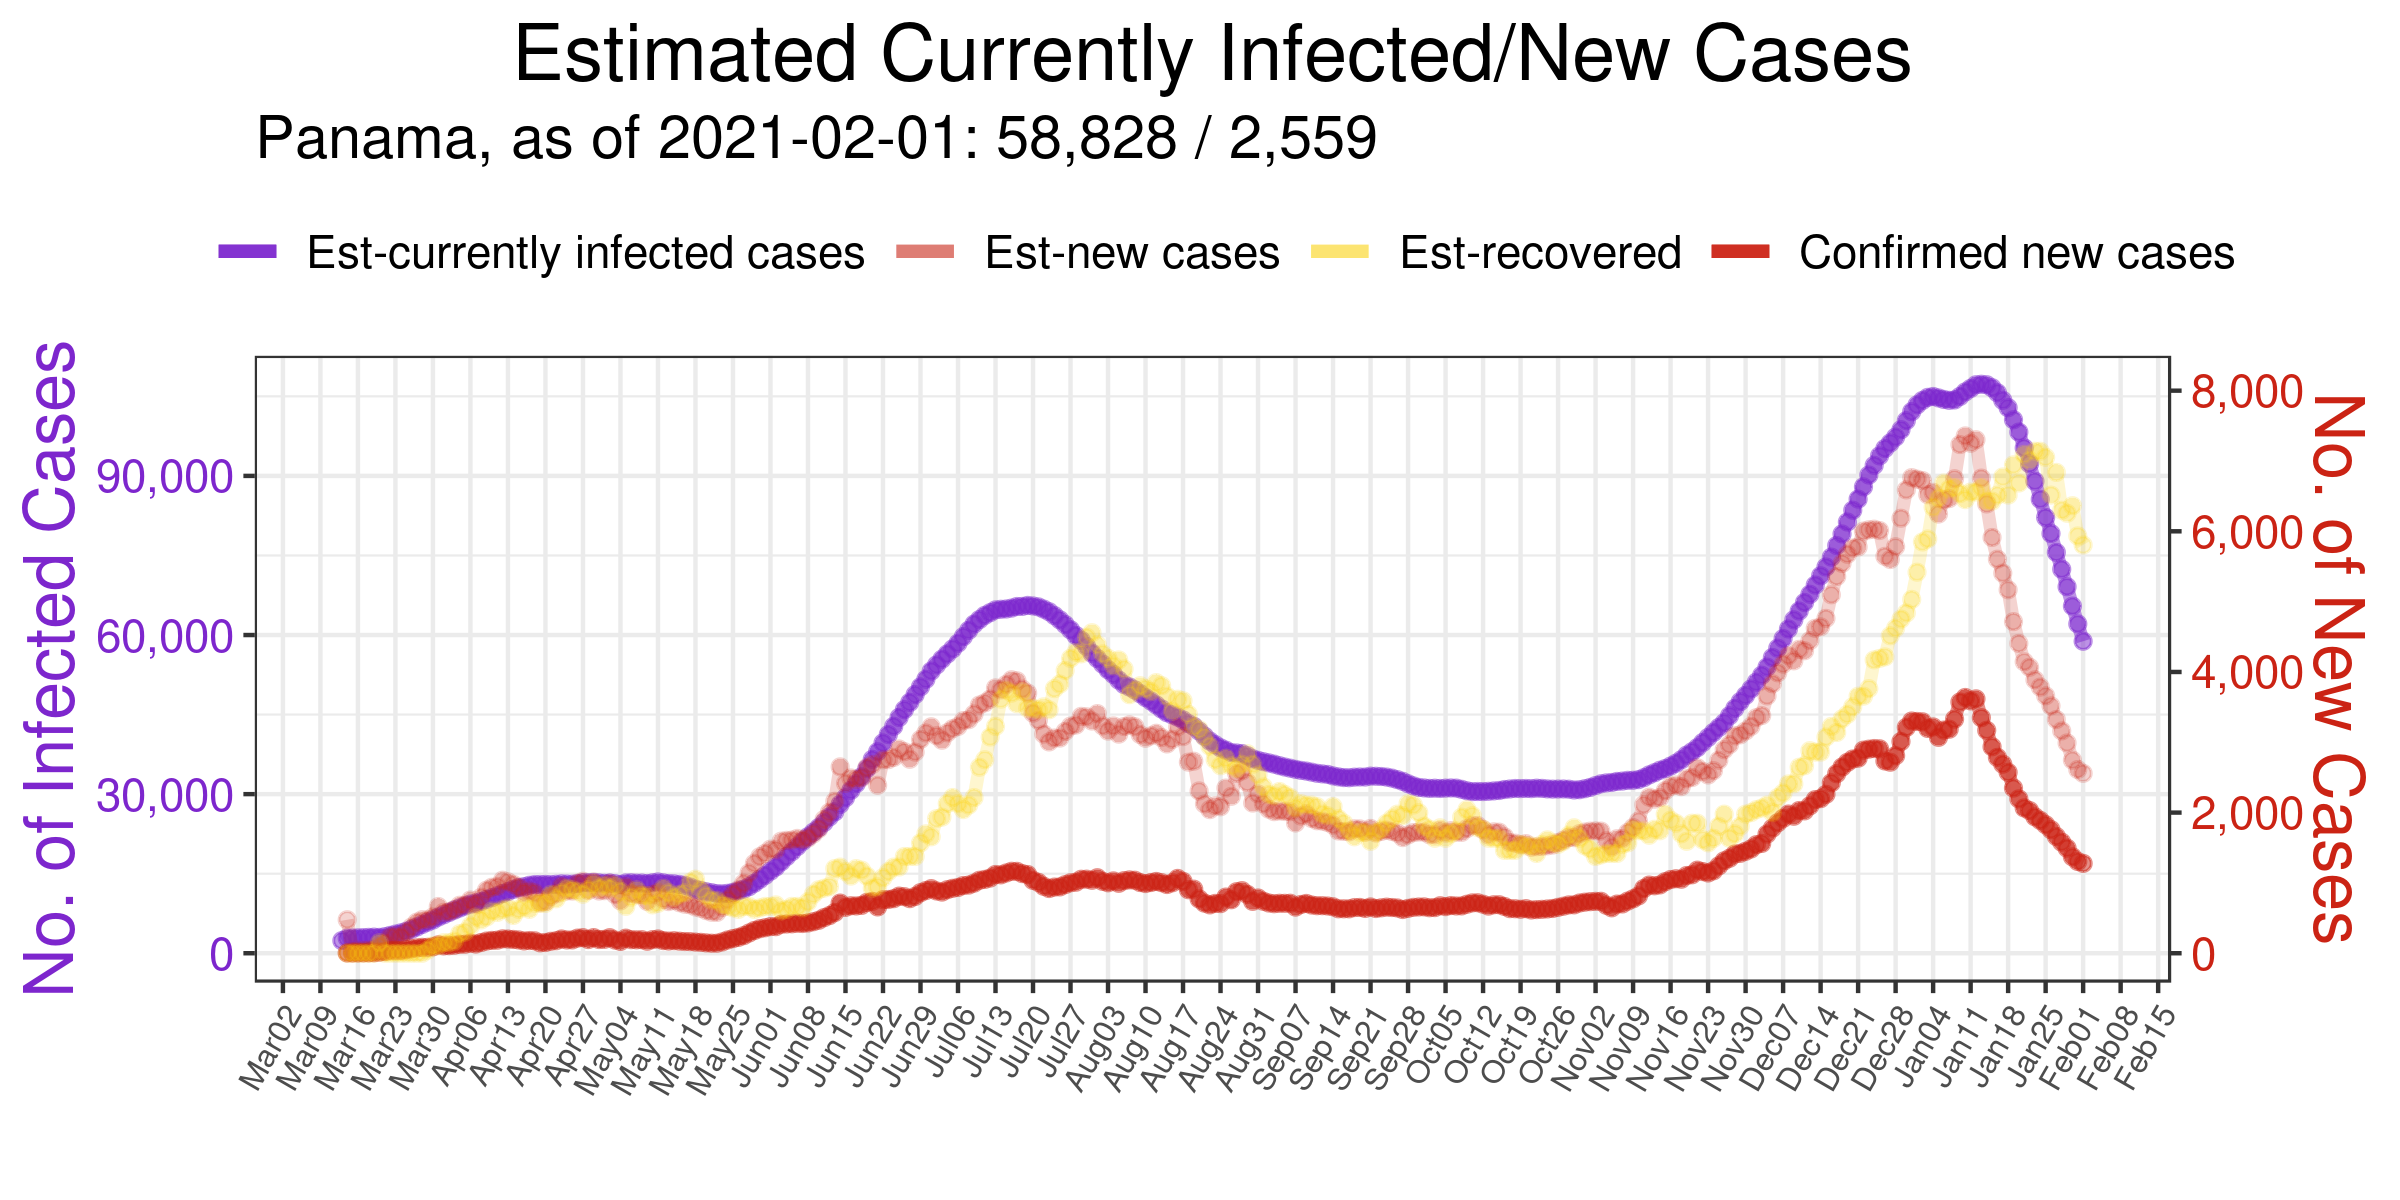 Estimated Currently Infected/New Cases
Panama, as of 2021-02-01: 58,828 / 2,559
Est-currently infected cases Est-new cases Est-recovered Confirmed new cases
No. of Infected Cases
90,000
60,000
30,000
0
8,000
6,000
4,000
2,000
0
No. of New Cases
Mar02 Mar09 Mar16 Mar23 Mar30 Apr06 Apr13 Apr20 Apr27 May04 May11 May18 May25 Jun01 Jun08 Jun15 Jun22 Jun29 Jul06 Jul13 Jul20 Jul27 Aug03 Aug10 Aug17 Aug24 Aug31 Sep07 Sep14 Sep21 Sep28 Oct05 Oct12 Oct19 Oct26 Nov02 Nov09 Nov16 Nov23 Nov30 Dec07 Dec14 Dec21 Dec28 Jan04 Jan11 Jan18 Jan25 Feb01 Feb08 Feb15